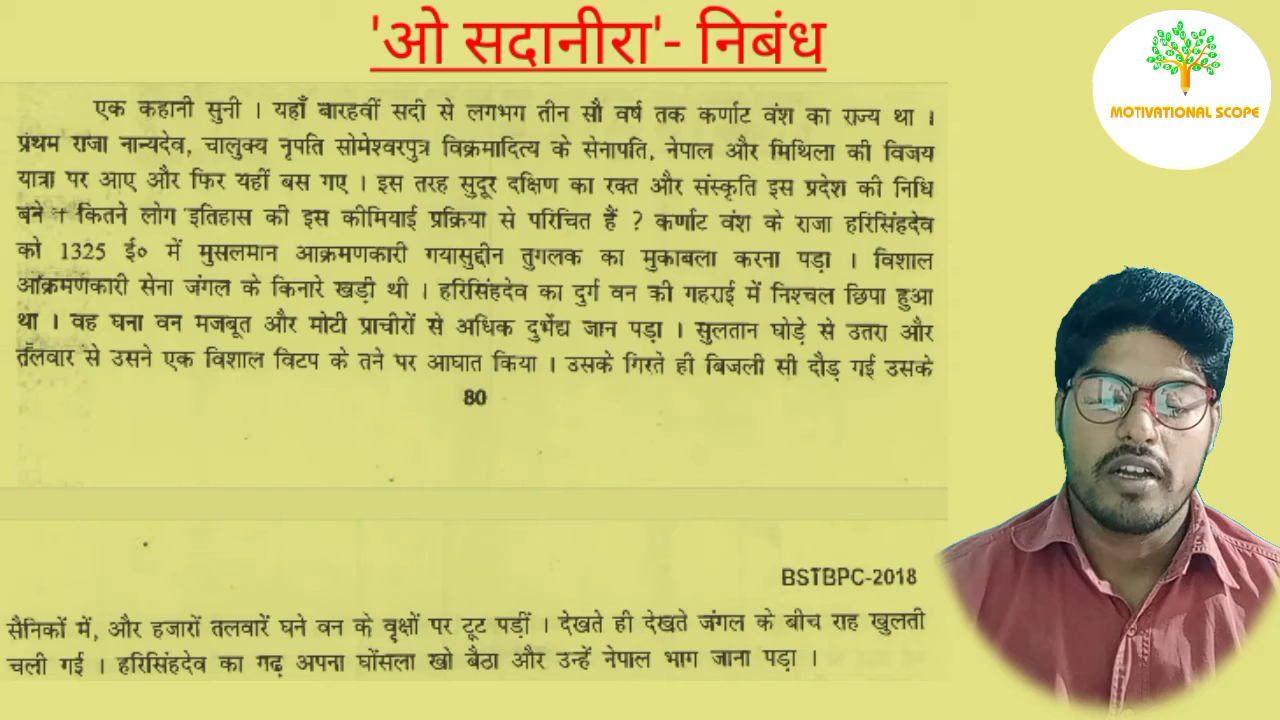 'ओ सदानीरा'- निबंध
MOTIVATIONAL SCOPE
एक कहानी सुनी । यहाँ बारहवीं सदी से लगभग तीन सौ वर्ष तक कर्णाट वंश का राज्य था ।
प्रथम राजा नान्यदेव, चालुक्य नृपति सोमेश्वरपुत्र विक्रमादित्य के सेनापति, नेपाल और मिथिला की विजय
यात्रा पर आए और फिर यहीं बस गए । इस तरह सुदूर दक्षिण का रक्त और संस्कृति इस प्रदेश की निधि
बने । कितने लोग इतिहास की इस कीमियाई प्रक्रिया से परिचित हैं ? कर्णाट वंश के राजा हरिसिंहदेव
को 1325 ई० में मुसलमान आक्रमणकारी गयासुद्दीन तुगलक का मुकाबला करना पड़ा । विशाल
आक्रमणकारी सेना जंगल के किनारे खड़ी थी । हरिसिंहदेव का दुर्ग वन की गहराई में निश्चल छिपा हुआ
था । वह घना वन मजबूत और मोटी प्राचीरों से अधिक दुर्भेद्य जान पड़ा । सुलतान घोड़े से उतरा और
तलवार से उसने एक विशाल विटप के तने पर आघात किया । उसके गिरते ही बिजली सी दौड़ गई उसके
80
BSTBPC-2018
सैनिकों में, और हजारों तलवारें घने वन के वृक्षों पर टूट पड़ीं । देखते ही देखते जंगल के बीच राह खुलती
चली गई । हरिसिंहदेव का गढ़ अपना घोंसला खो बैठा और उन्हें नेपाल भाग जाना पड़ा ।